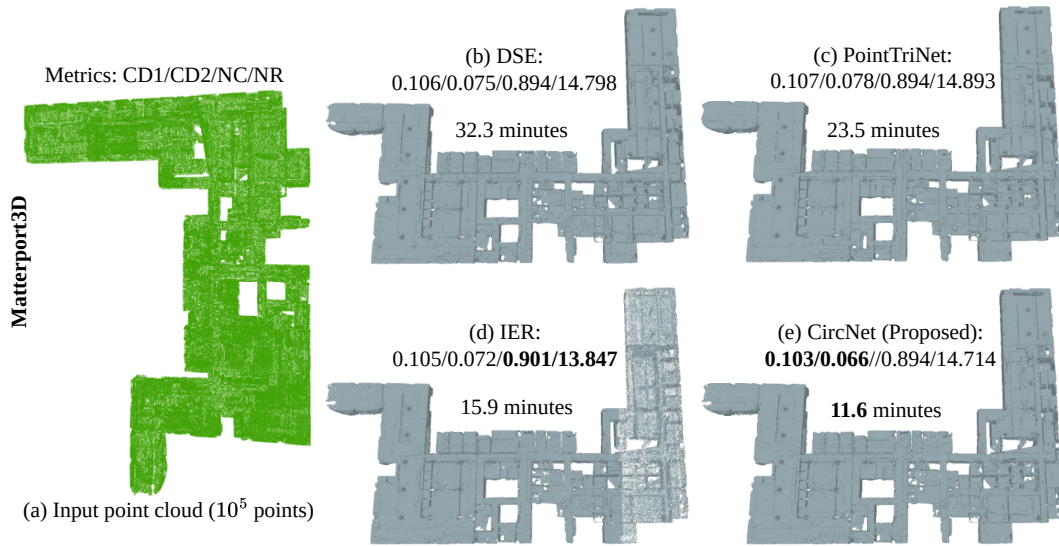 Metrics: CD1/CD2/NC/NR
Matterport3D
(a) Input point cloud (10⁵ points)
(b) DSE:
0.106/0.075/0.894/14.798
32.3 minutes
(c) PointTriNet:
0.107/0.078/0.894/14.893
23.5 minutes
(d) IER:
0.105/0.072/0.901/13.847
15.9 minutes
(e) CircNet (Proposed):
0.103/0.066//0.894/14.714
11.6 minutes